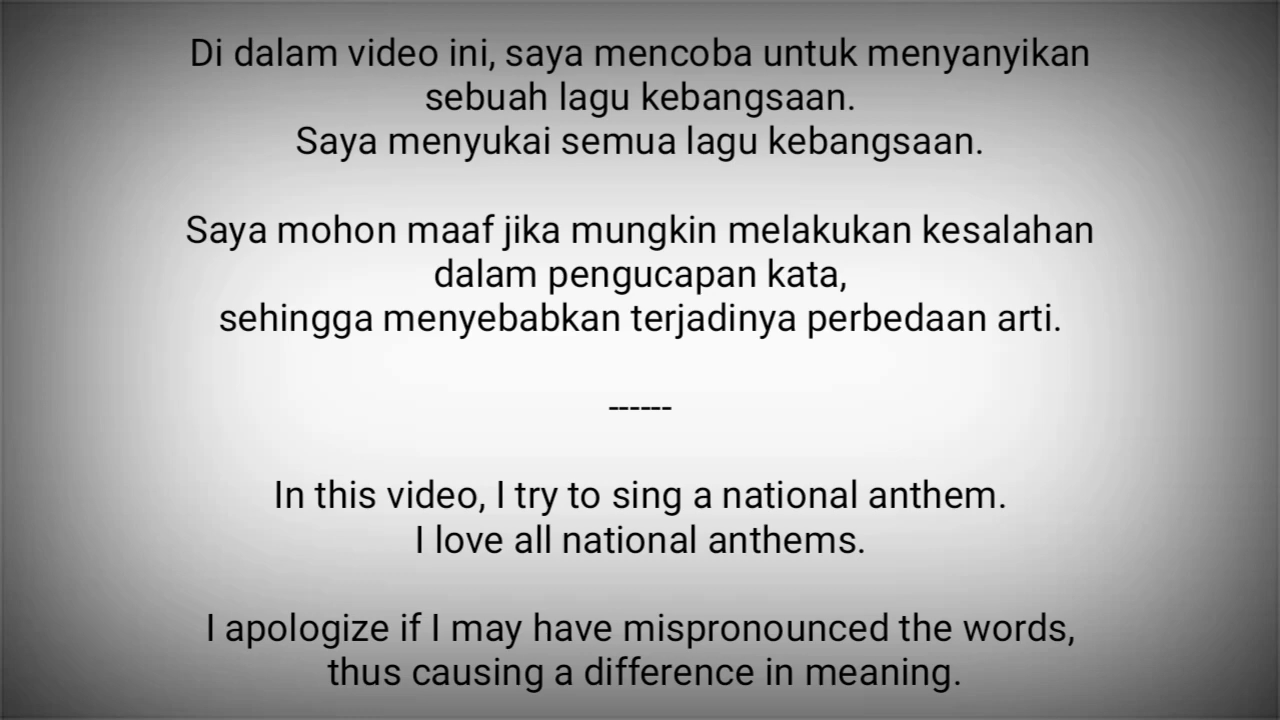 Di dalam video ini, saya mencoba untuk menyanyikan
sebuah lagu kebangsaan.
Saya menyukai semua lagu kebangsaan.
Saya mohon maaf jika mungkin melakukan kesalahan
dalam pengucapan kata,
sehingga menyebabkan terjadinya perbedaan arti.
------
In this video, I try to sing a national anthem.
I love all national anthems.
I apologize if I may have mispronounced the words,
thus causing a difference in meaning.